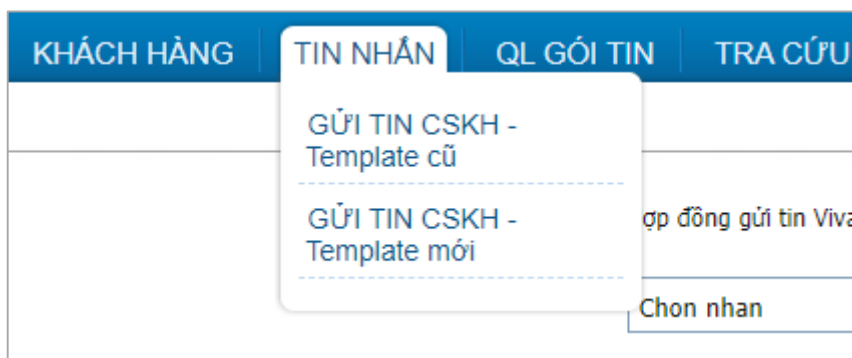 KHÁCH HÀNG TIN NHẮN QL GÓI TIN TRA CỨU
GỬI TIN CSKH -
Template cũ
GỬI TIN CSKH -
Template mới
ợp đồng gửi tin
Chon nhan